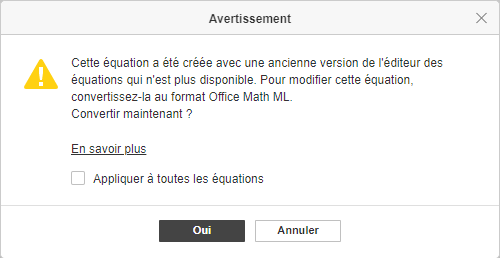 Avertissement
Cette équation a été créée avec une ancienne version de l'éditeur des
équations qui n'est plus disponible. Pour modifier cette équation,
convertissez-la au format Office Math ML.
Convertir maintenant ?
En savoir plus
Appliquer à toutes les équations
Oui
Annuler